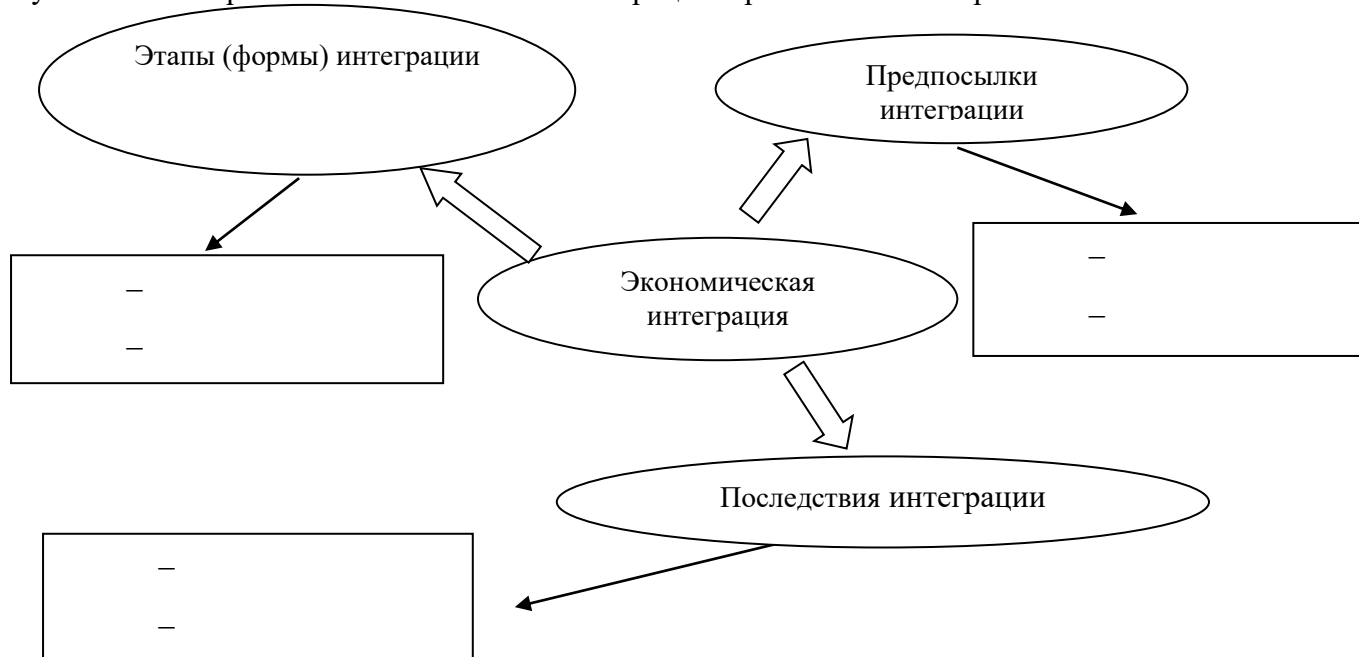 Этапы (формы) интеграции
Предпосылки
интеграции
–
–
Экономическая
интеграция
–
–
Последствия интеграции
–
–